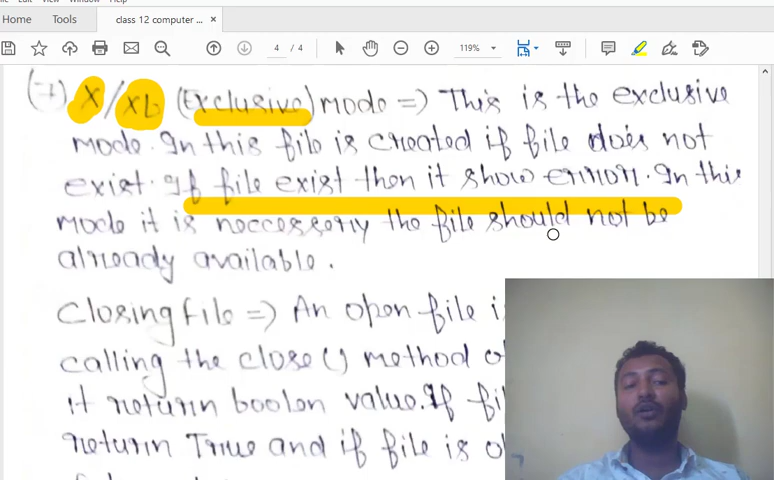 Home Tools class 12 computer ... ×
4 / 4 119%
(7) X/xb (Exclusive) mode => This is the exclusive
mode. In this file is created if file does not
exist. If file exist then it show error. In this
mode it is neccessery the file should not be
already available.
Closing file => An open file i
calling the close() method o
it return boolen value. If fi
return True and if file is o